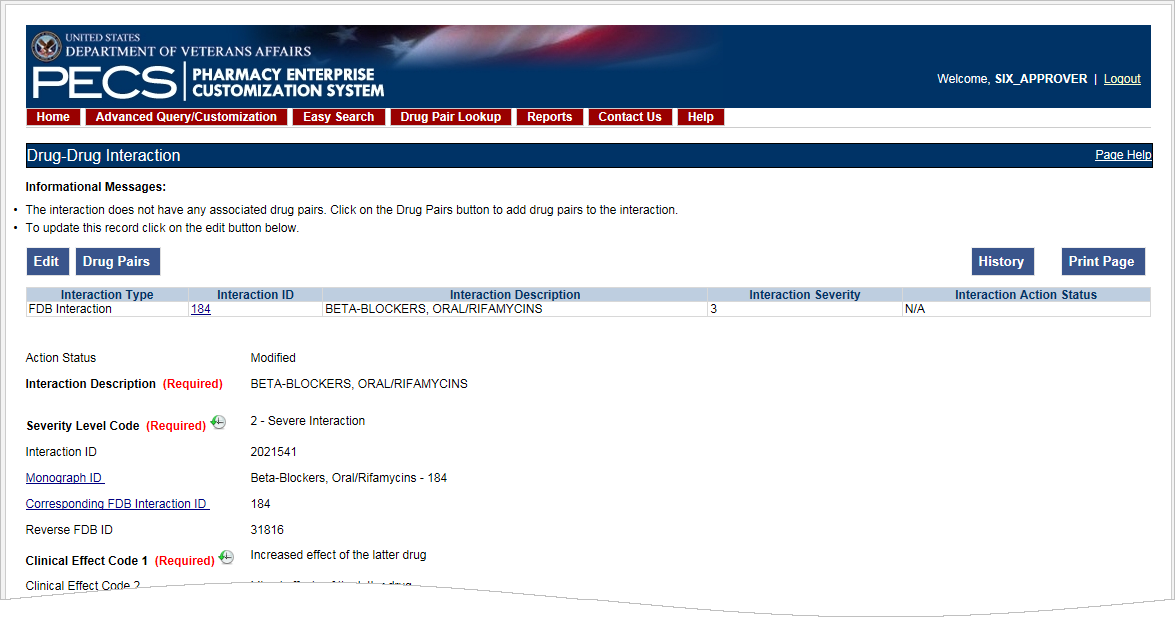 UNITED STATES
DEPARTMENT OF VETERANS AFFAIRS
PECS PHARMACY ENTERPRISE
CUSTOMIZATION SYSTEM
Welcome, SIX_APPROVER | Logout
Home Advanced Query/Customization Easy Search Drug Pair Lookup Reports Contact Us Help
Drug-Drug Interaction Page Help
Informational Messages:
• The interaction does not have any associated drug pairs. Click on the Drug Pairs button to add drug pairs to the interaction.
• To update this record click on the edit button below.
Edit Drug Pairs History Print Page
Interaction Type Interaction ID Interaction Description Interaction Severity Interaction Action Status
FDB Interaction 184 BETA-BLOCKERS, ORAL/RIFAMYCINS 3 N/A
Action Status Modified
Interaction Description (Required) BETA-BLOCKERS, ORAL/RIFAMYCINS
Severity Level Code (Required) 2 - Severe Interaction
Interaction ID 2021541
Monograph ID Beta-Blockers, Oral/Rifamycins - 184
Corresponding FDB Interaction ID 184
Reverse FDB ID 31816
Clinical Effect Code 1 (Required) Increased effect of the latter drug
Clinical Effect Code 2